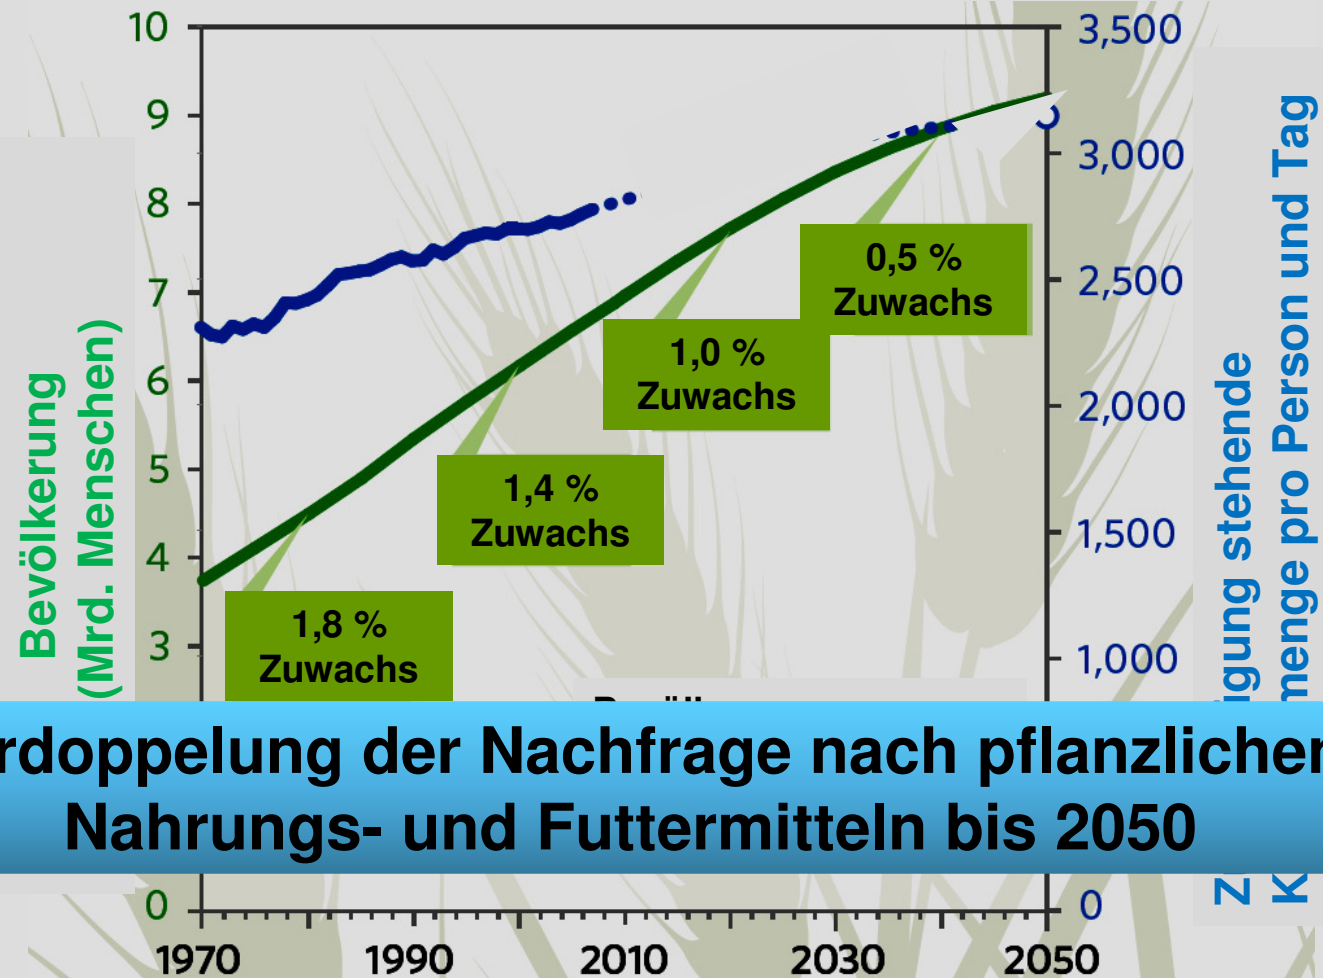 10
9
8
7
6
5
4
3
0
Bevölkerung
(Mrd. Menschen)
3,500
3,000
2,500
2,000
1,500
1,000
0
stehende
pro Person und Tag
0,5 %
Zuwachs
1,0 %
Zuwachs
1,4 %
Zuwachs
1,8 %
Zuwachs
rdoppelung der Nachfrage nach pflanzlichen
Nahrungs- und Futtermitteln bis 2050
1970
1990
2010
2030
2050